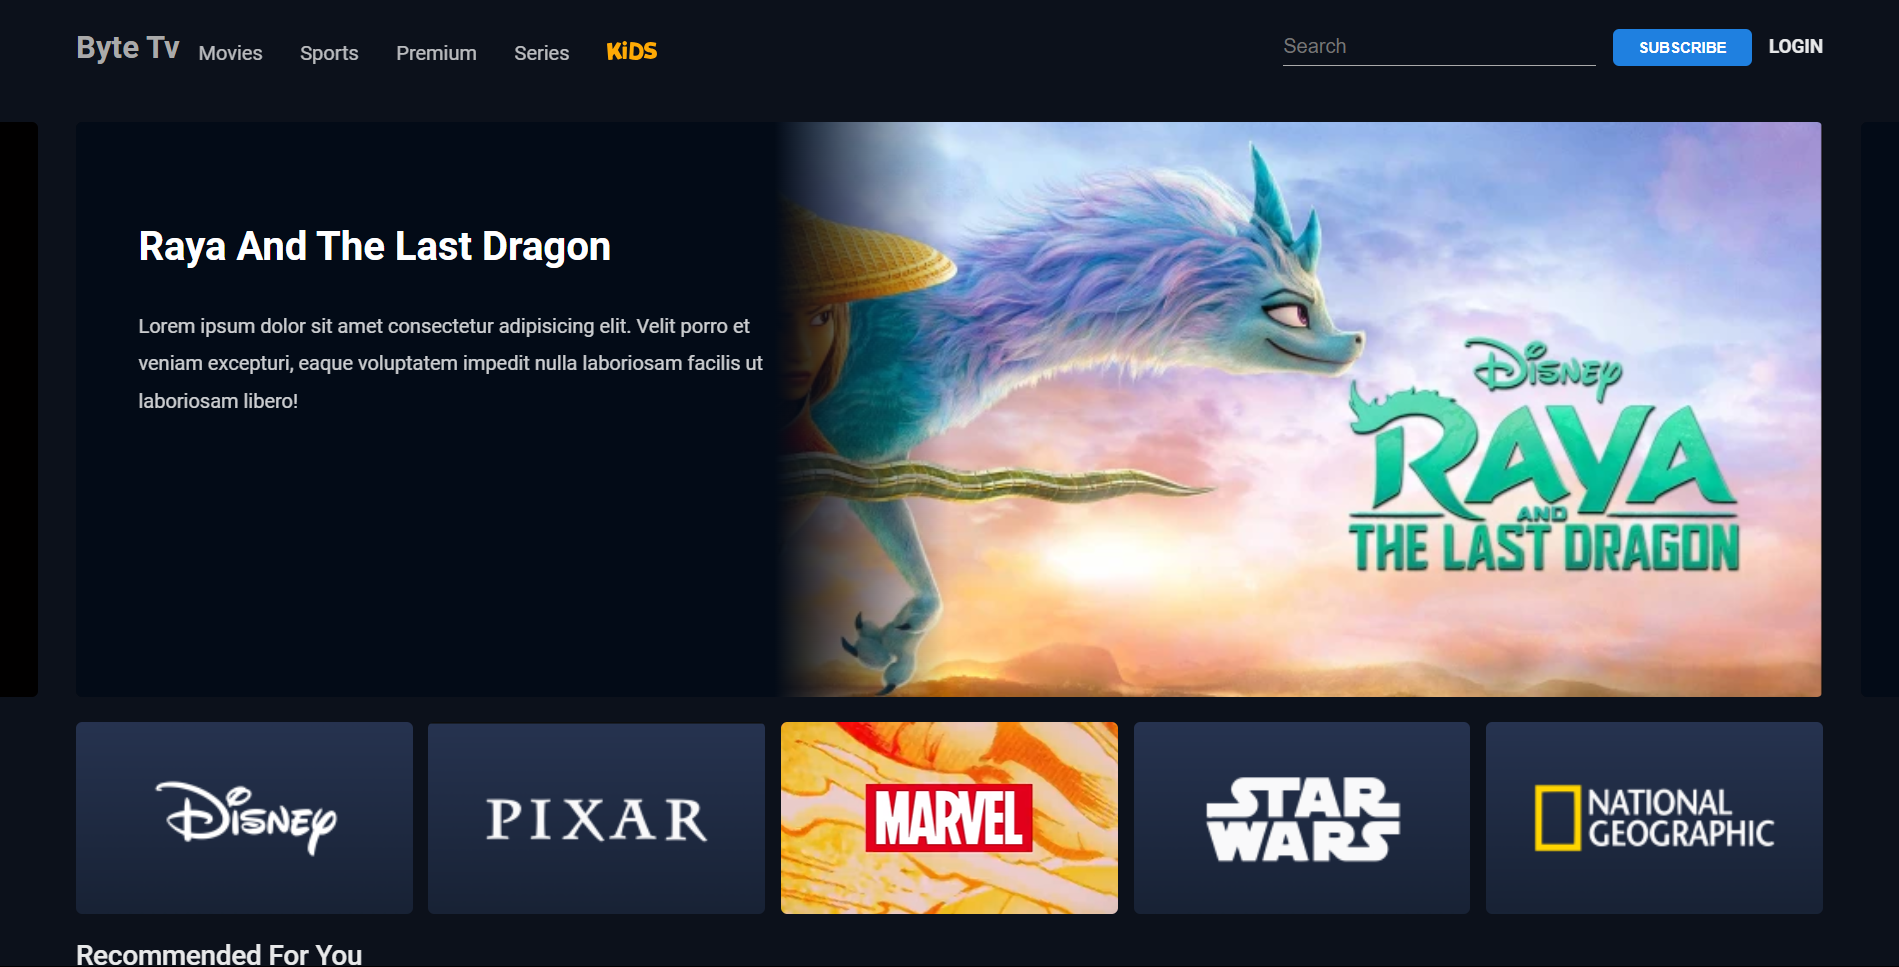 Byte Tv
Movies
Sports
Premium
Series
KiDS
Search
SUBSCRIBE
LOGIN
Raya And The Last Dragon
Lorem ipsum dolor sit amet consectetur adipisicing elit. Velit porro et
veniam excepturi, eaque voluptatem impedit nulla laboriosam facilis ut
laboriosam libero!
DISNEY
RAYA
AND
THE LAST DRAGON
DISNEY
PIXAR
MARVEL
STAR
WARS
NATIONAL
GEOGRAPHIC
Recommended For You